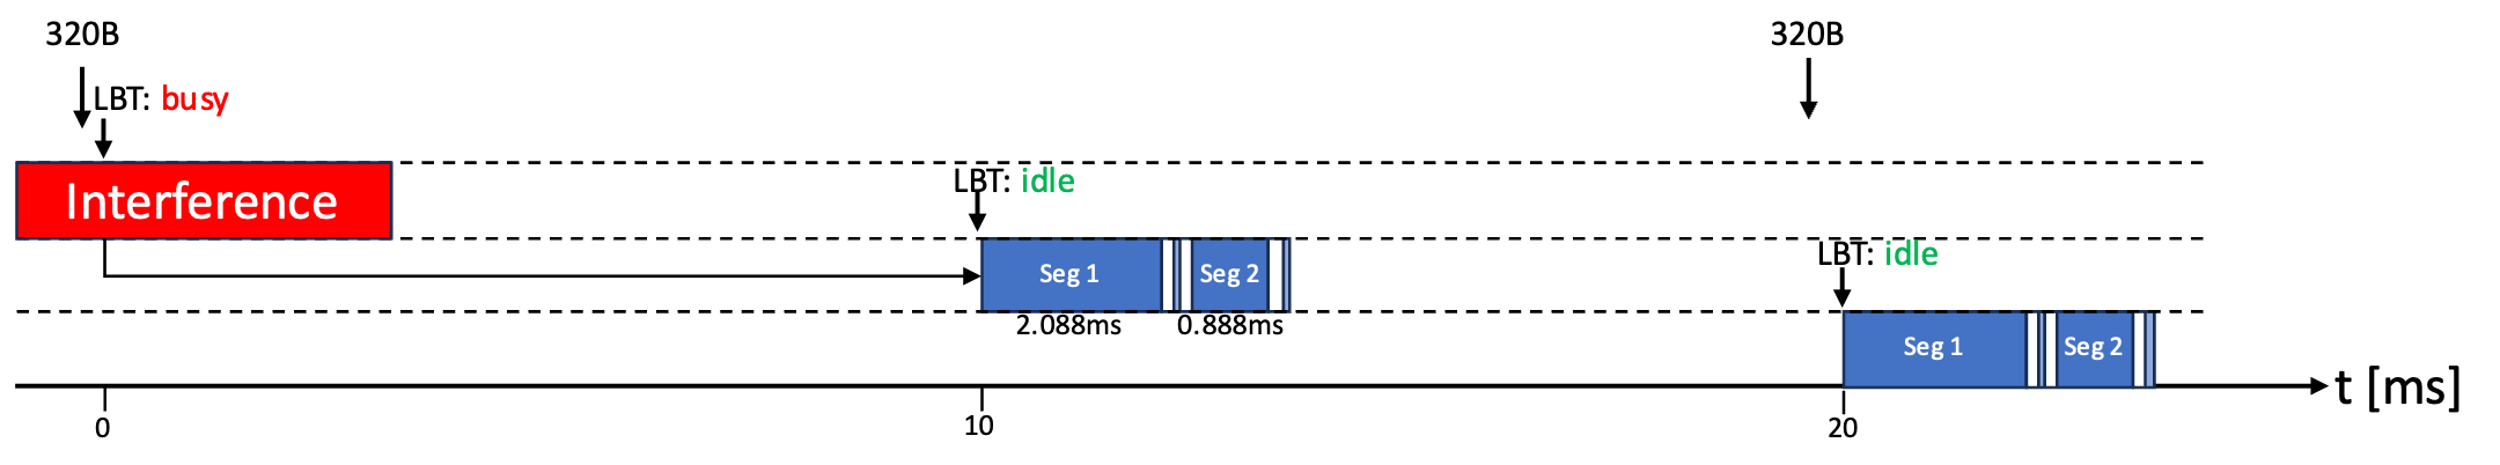 320B
320B
LBT: busy
Interference
LBT: idle
LBT: idle
Seg 1
Seg 2
2.088ms
0.888ms
Seg 1
Seg 2
t [ms]
0
10
20